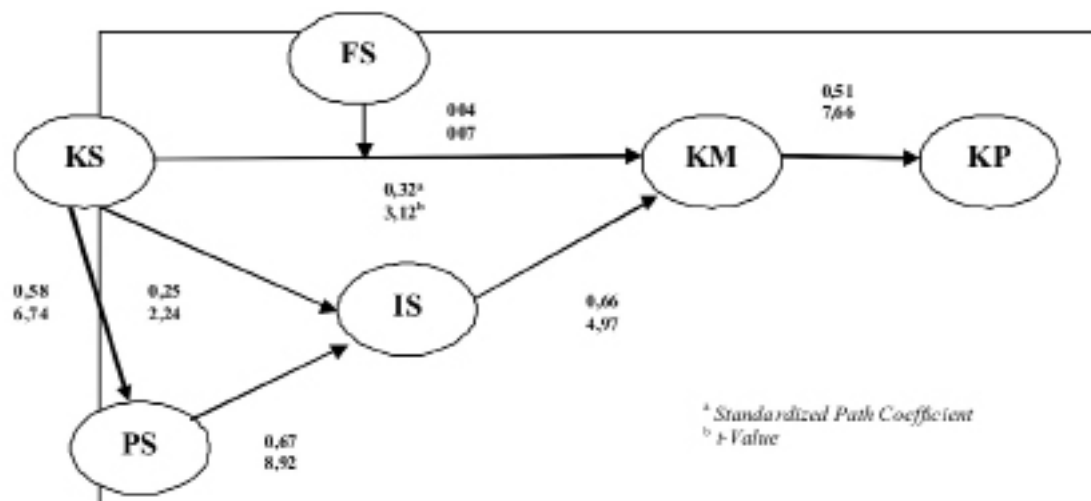 FS
004
007
0,51
7,66
KS
KM
KP
0,32ᵃ
3,12ᵇ
0,58
6,74
0,25
2,24
IS
0,66
4,97
PS
0,67
8,92
ᵃ Standardized Path Coefficient
ᵇ t-Value